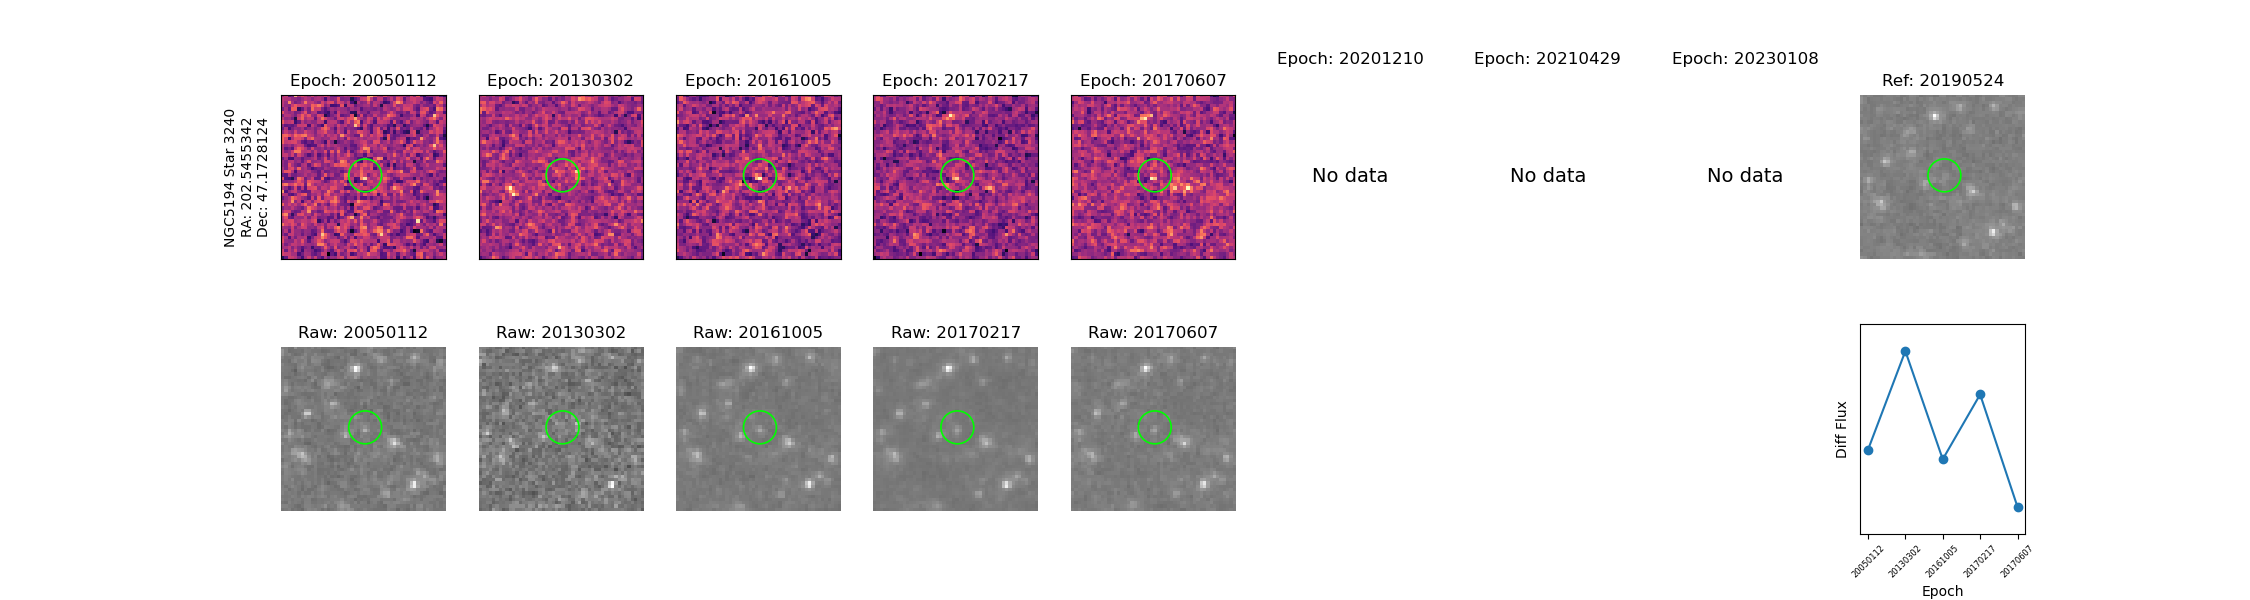 Epoch: 20050112
Epoch: 20130302
Epoch: 20161005
Epoch: 20170217
Epoch: 20170607
Epoch: 20201210
Epoch: 20210429
Epoch: 20230108
Ref: 20190524
NGC5194 Star 3240
RA: 202.5455342
Dec: 47.1728124
No data
No data
No data
Raw: 20050112
Raw: 20130302
Raw: 20161005
Raw: 20170217
Raw: 20170607
Diff Flux
20050112
20130302
20161005
20170217
20170607
Epoch